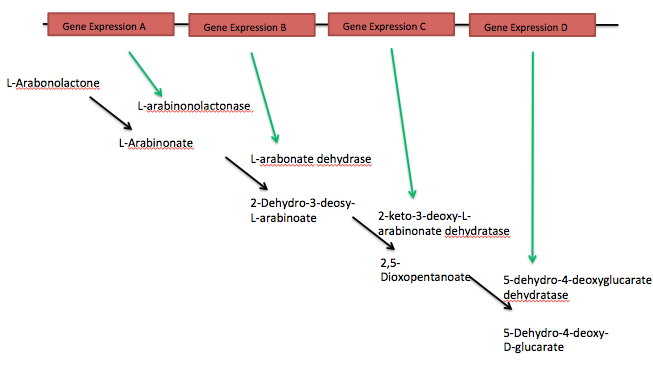 Gene Expression A
Gene Expression B
Gene Expression C
Gene Expression D
L-Arabonolactone
L-arabinonolactonase
L-Arabinonate
L-arabonate dehydrase
2-Dehydro-3-deosy-
L-arabinoate
2-keto-3-deoxy-L-
arabinonate dehydratase
2,5-
Dioxopentanoate
5-dehydro-4-deoxyglucarate
dehydratase
5-Dehydro-4-deoxy-
D-glucarate